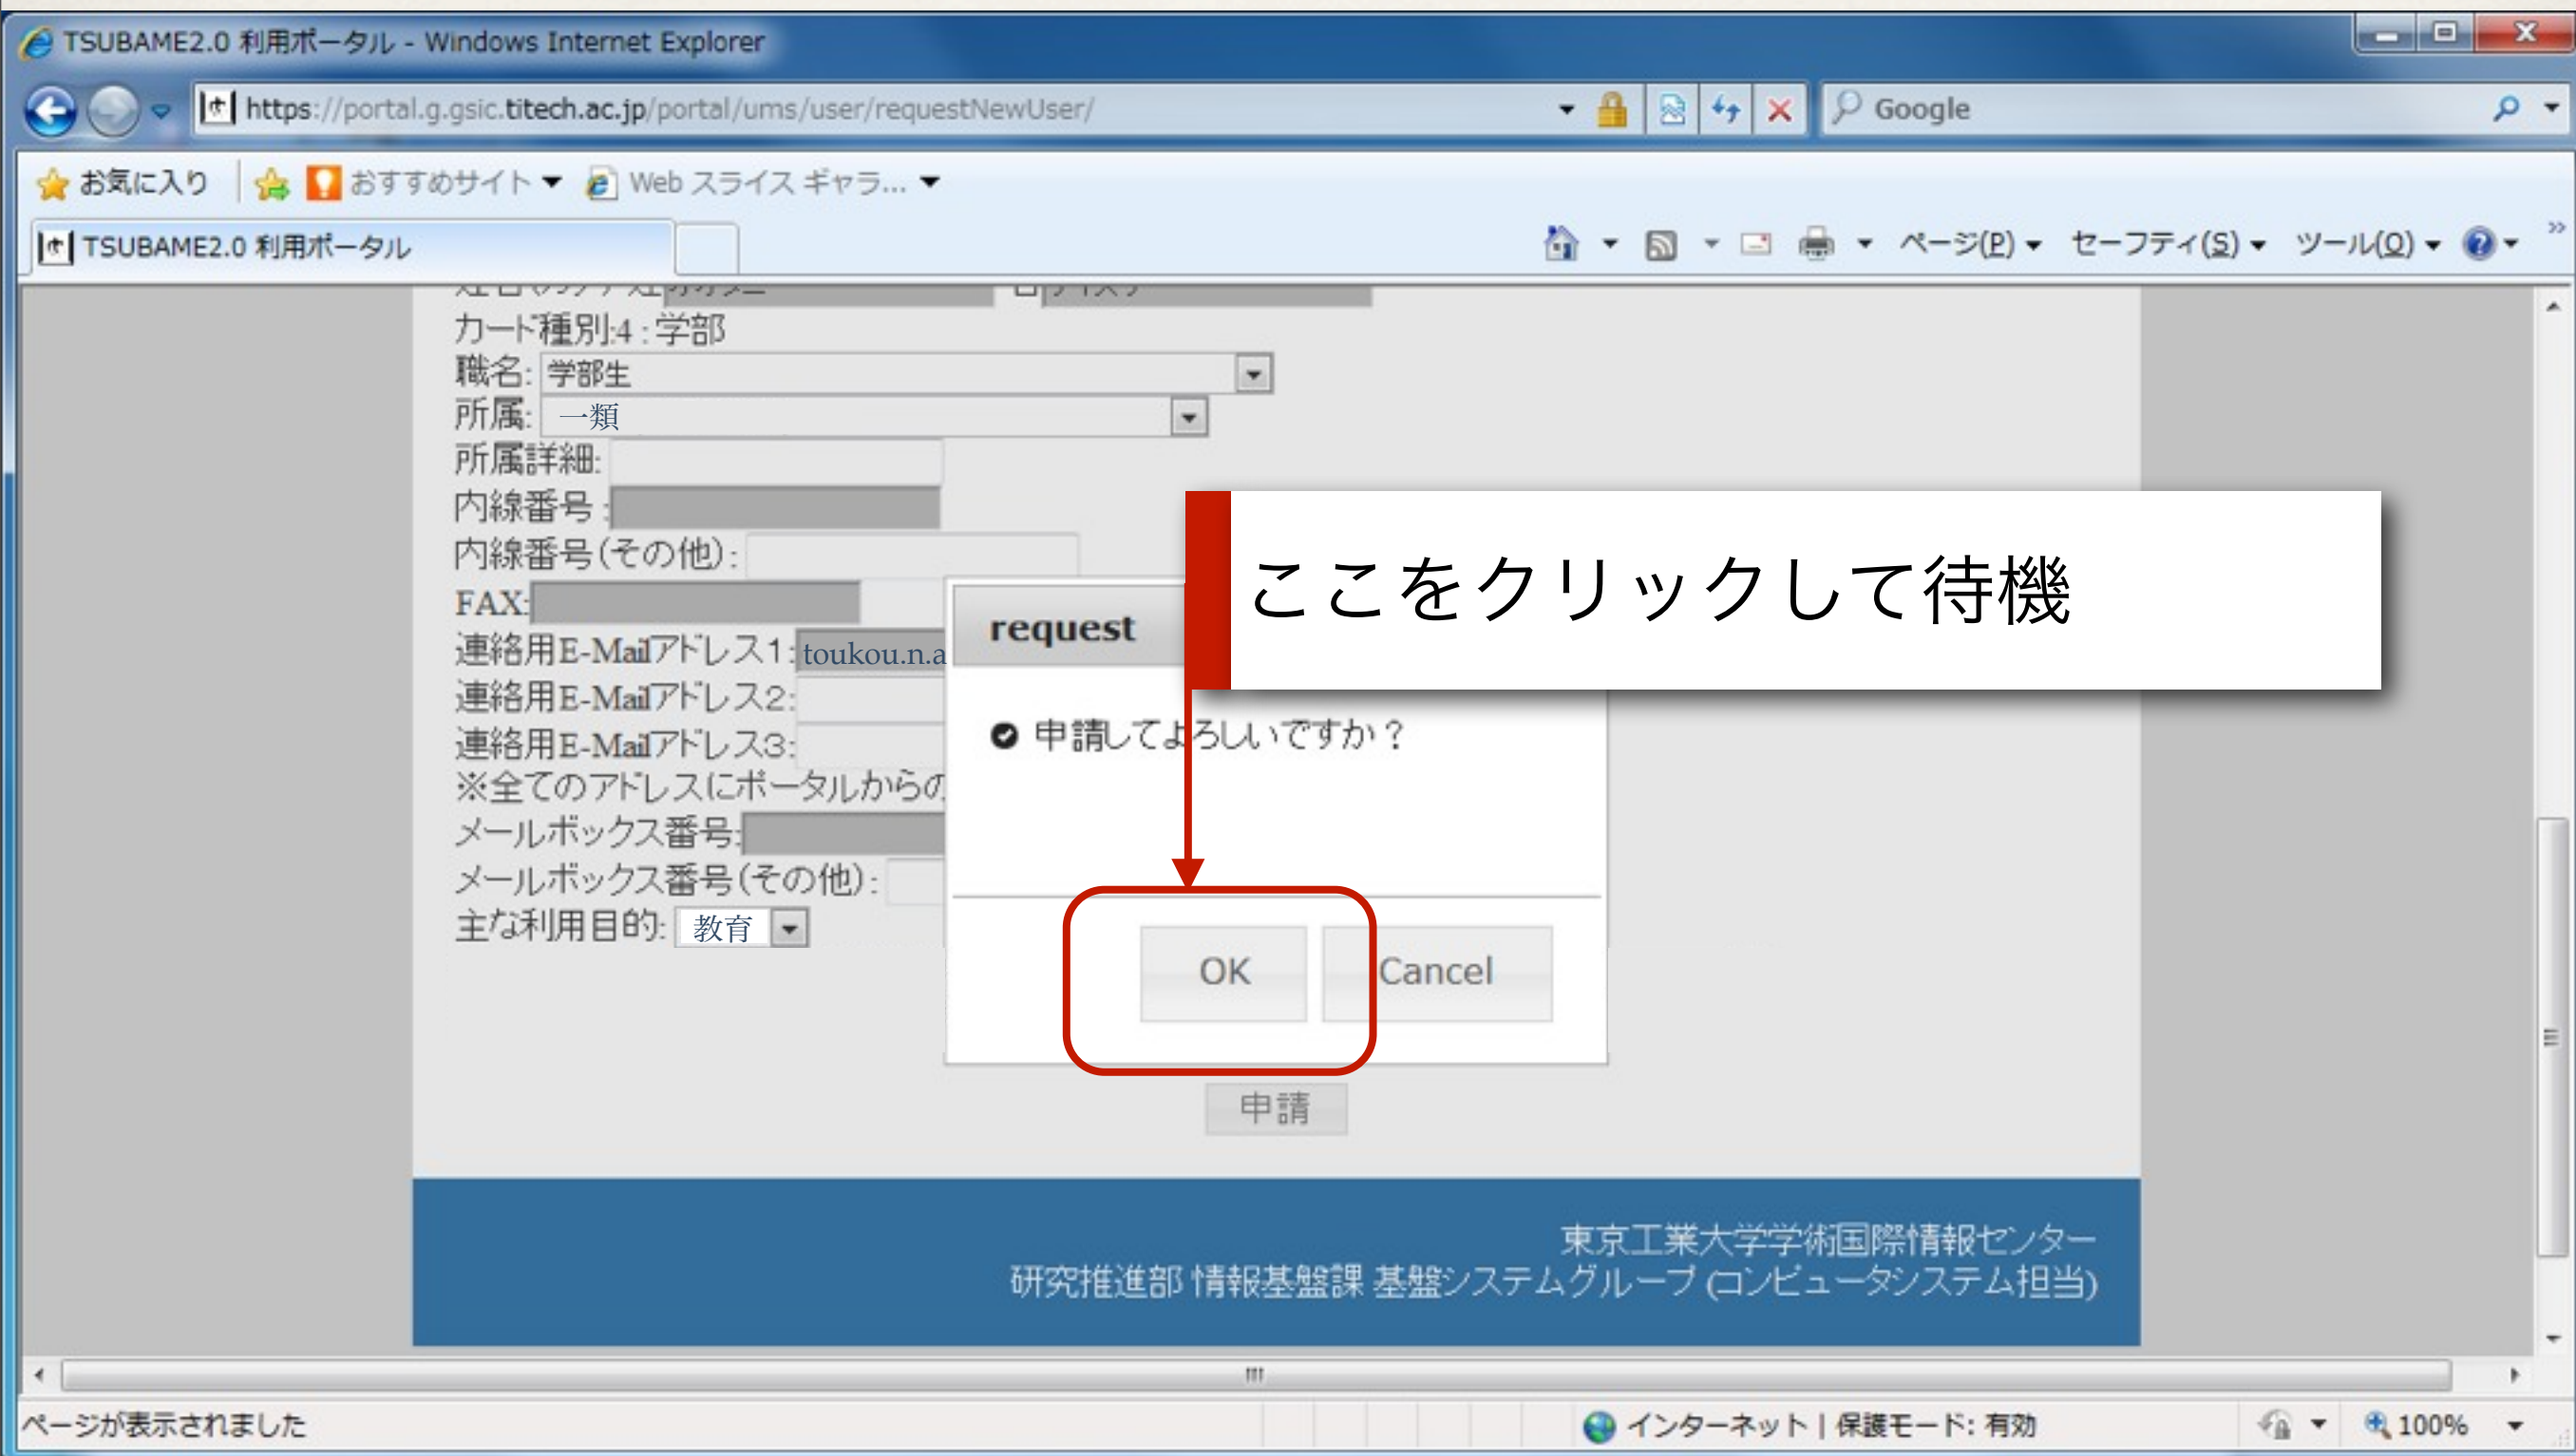 TSUBAME2.0 利用ポータル - Windows Internet Explorer
https://portal.g.gsic.titech.ac.jp/portal/ums/user/requestNewUser/
Google
お気に入り おすすめサイト Web スライス ギャラ...
TSUBAME2.0 利用ポータル ページ(P) セーフティ(S) ツール(O)
カード種別:4 : 学部
職名: 学部生
所属: 一類
所属詳細:
内線番号 :
内線番号(その他) :
FAX:
連絡用E-Mailアドレス1: toukou.n.a
連絡用E-Mailアドレス2:
連絡用E-Mailアドレス3:
※全てのアドレスにポータルからの
メールボックス番号:
メールボックス番号(その他) :
主な利用目的: 教育
ここをクリックして待機
request
申請してよろしいですか？
OK Cancel
申請
東京工業大学学術国際情報センター
研究推進部 情報基盤課 基盤システムグループ (コンピュータシステム担当)
ページが表示されました インターネット | 保護モード: 有効 100%